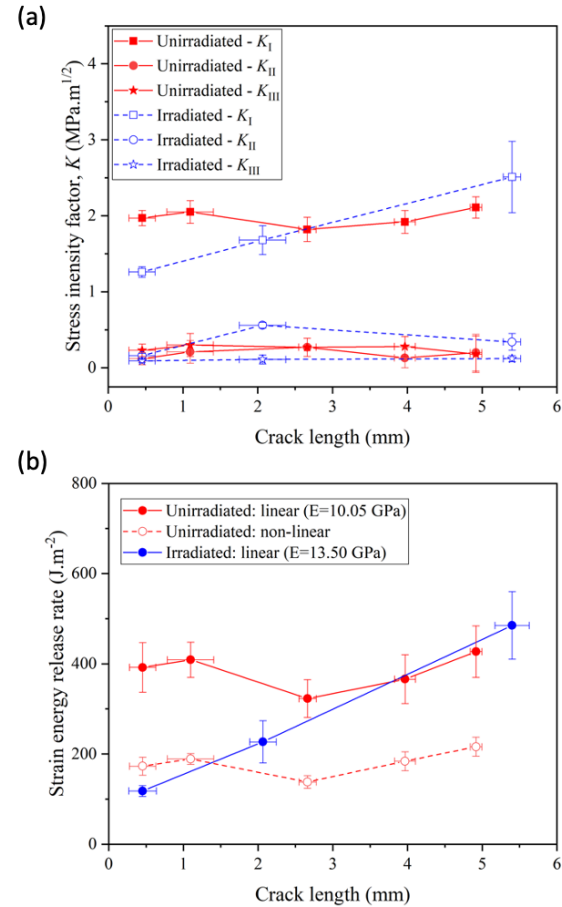 (a)
4
2
0
Stress inensity factor, K (MPa.m1/2)
Unirradiated - KI
Unirradiated - KII
Unirradiated - KIII
Irradiated - KI
Irradiated - KII
Irradiated - KIII
0 1 2 3 4 5 6
Crack length (mm)
(b)
800
600
400
200
0
Strain energy release rate (J.m-2)
Unirradiated: linear (E=10.05 GPa)
Unirradiated: non-linear
Irradiated: linear (E=13.50 GPa)
0 1 2 3 4 5 6
Crack length (mm)